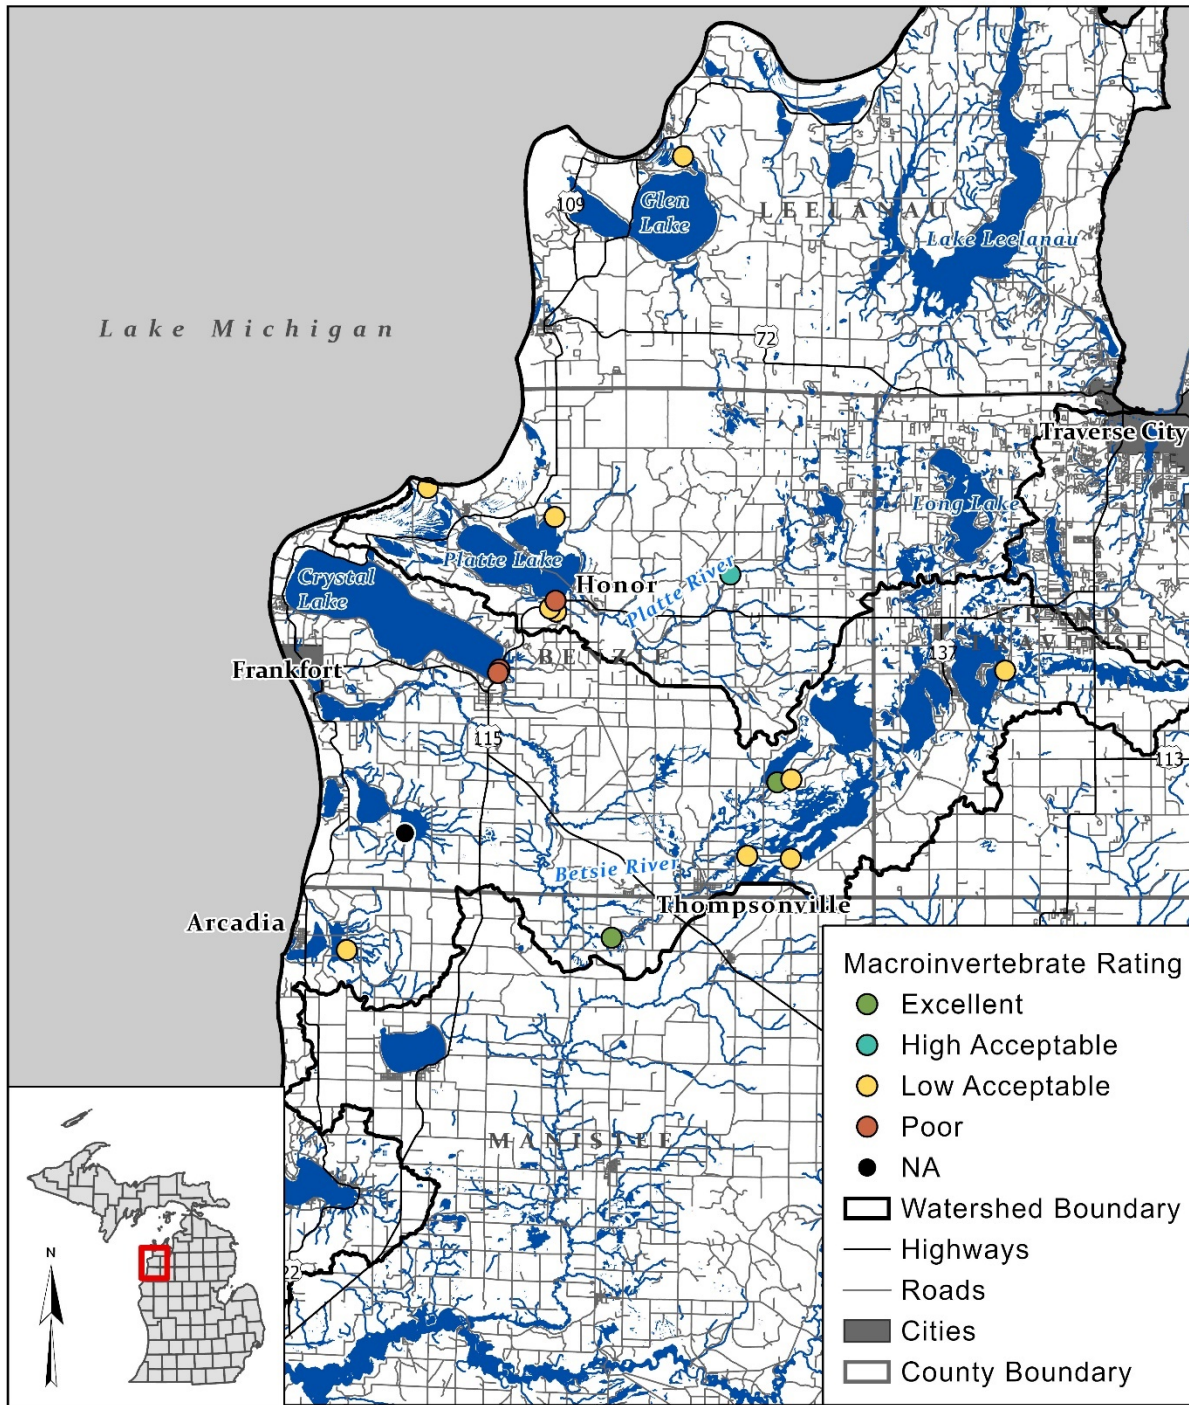 109
Glen
Lake
LEELANAU
Lake Leelanau
Lake Michigan
72
Traverse City
Long Lake
Platte Lake
Honor
Platte River
Crystal
Lake
GRAND
TRAVERSE
BENZIE
137
Frankfort
115
113
Betsie River
Thompsonville
Arcadia
MANISTEE
22
N
Macroinvertebrate Rating
Excellent
High Acceptable
Low Acceptable
Poor
NA
Watershed Boundary
Highways
Roads
Cities
County Boundary